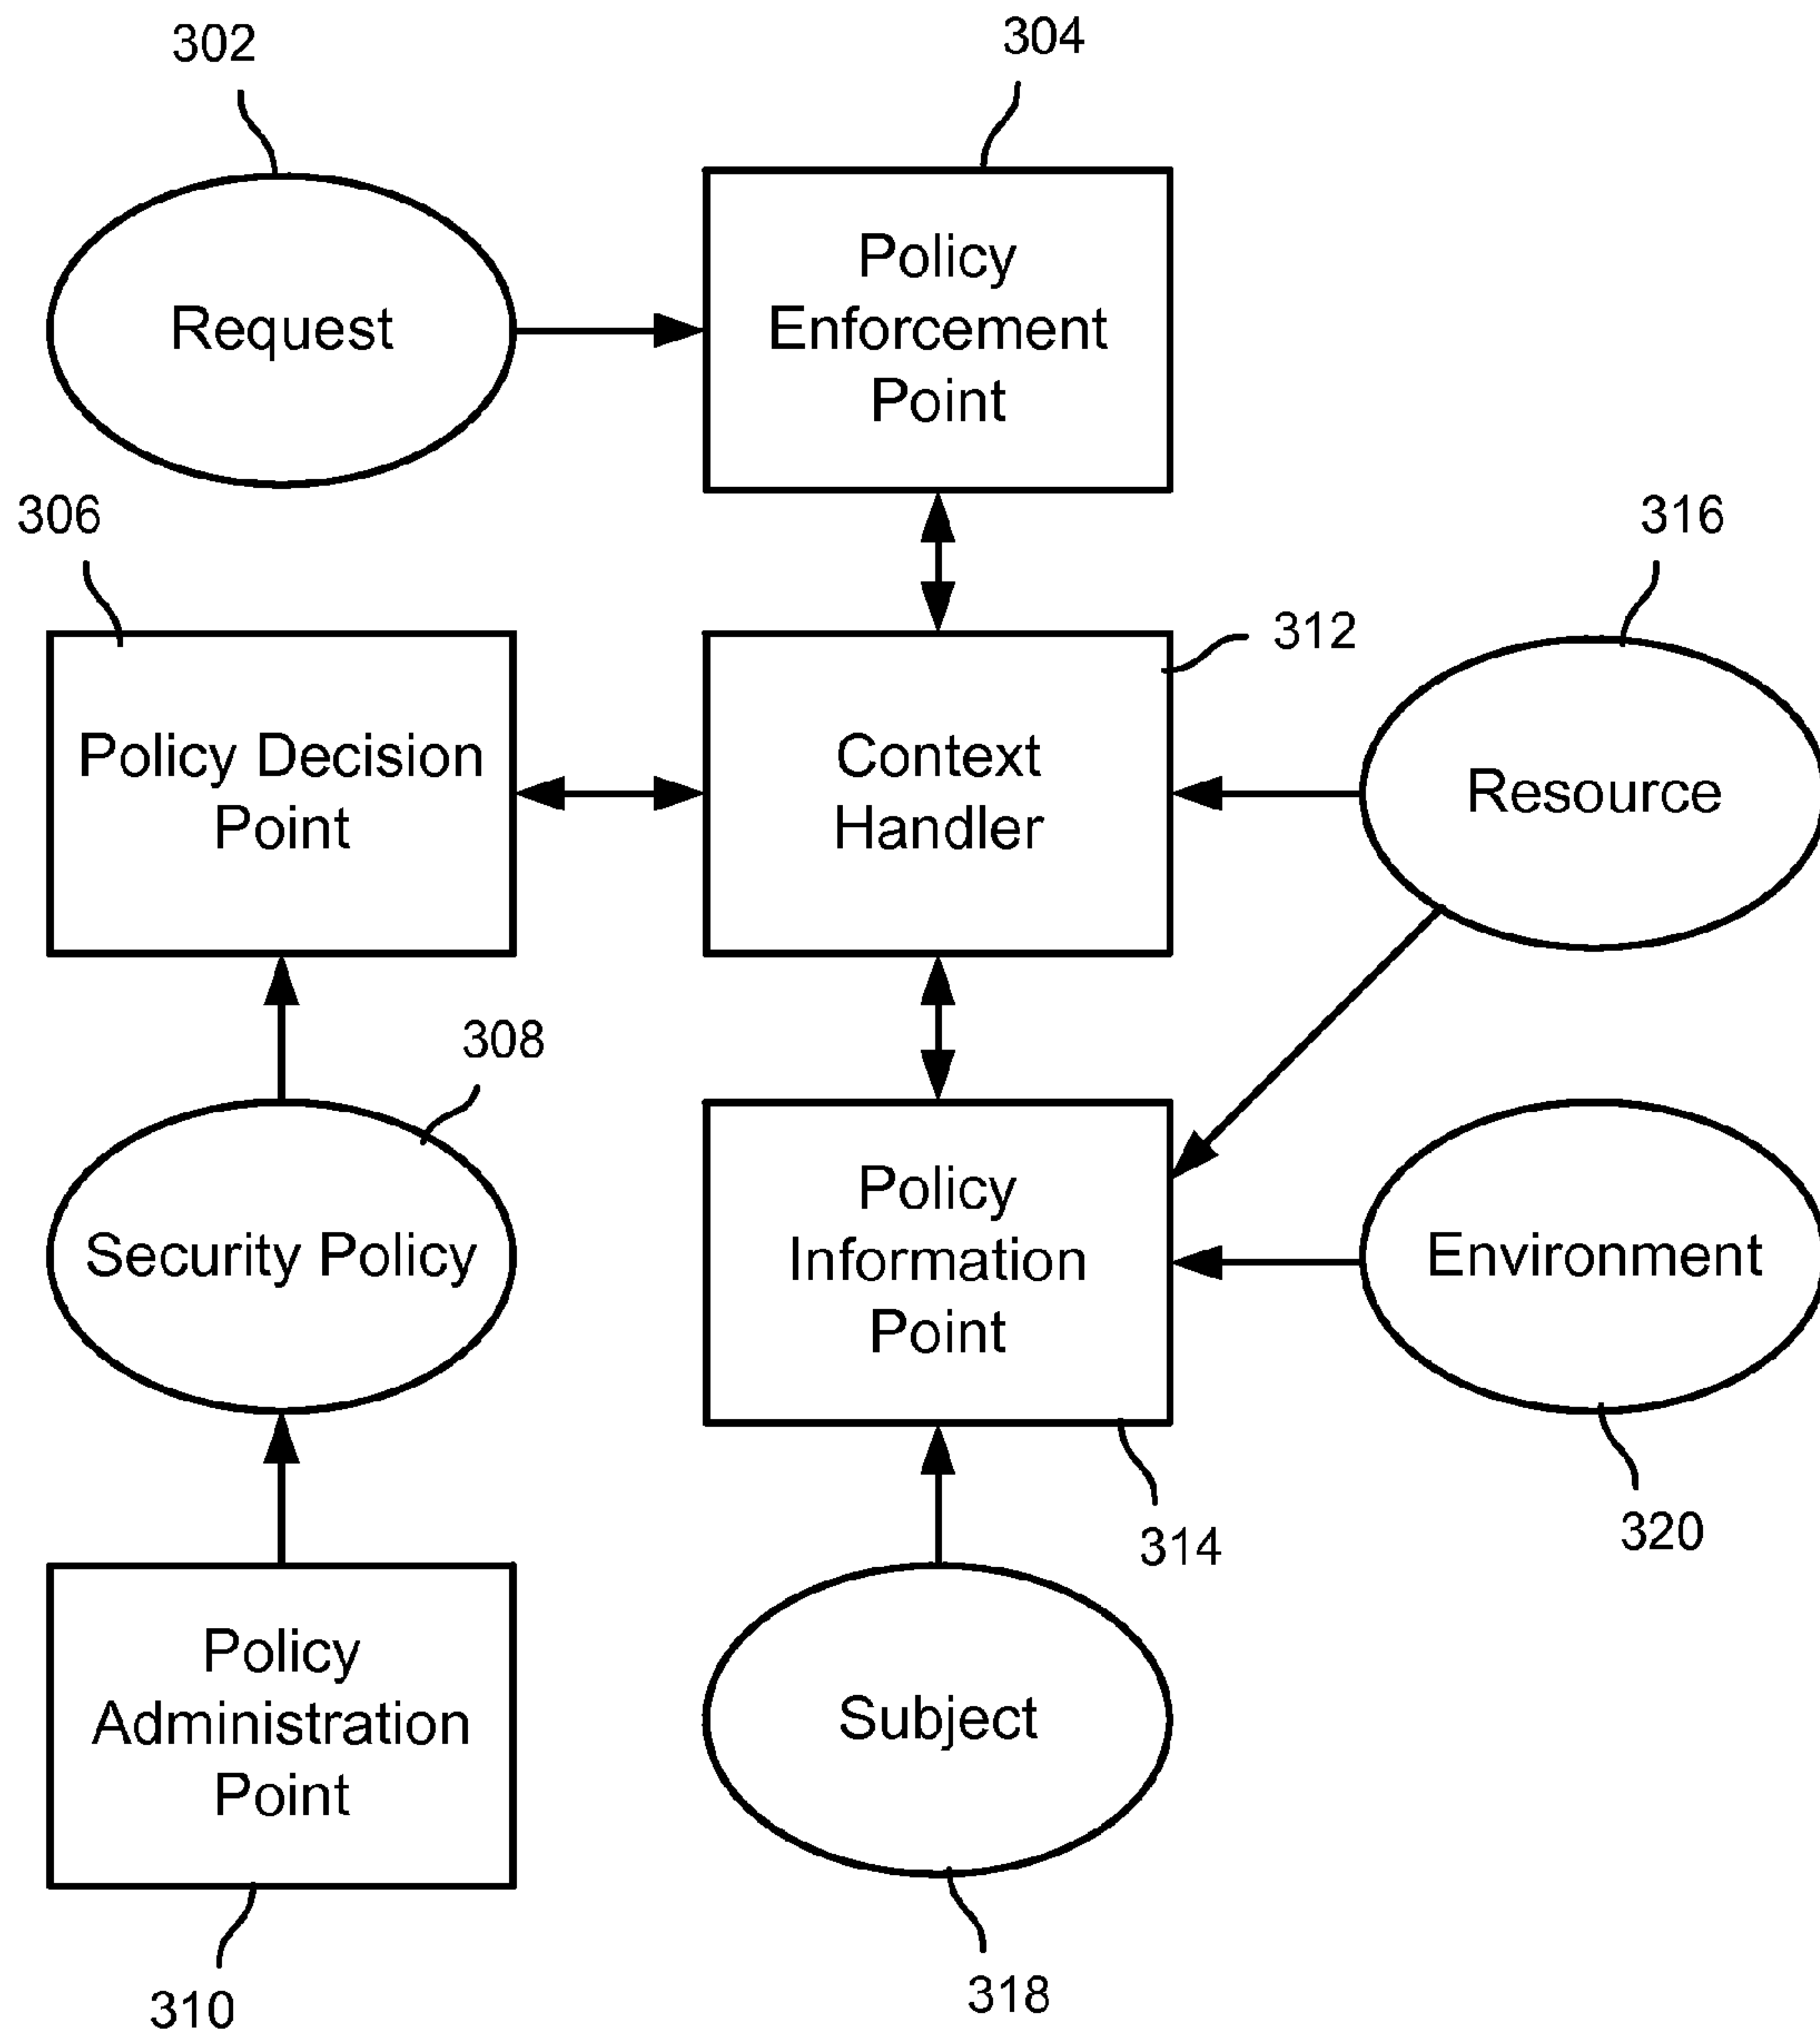 302
304
Request
Policy
Enforcement
Point
306
316
312
Policy Decision
Point
Context
Handler
Resource
308
Security Policy
Policy
Information
Point
Environment
314
320
Policy
Administration
Point
Subject
310
318